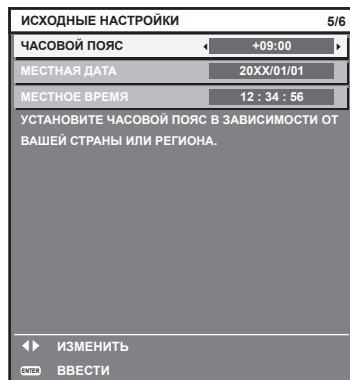 ИСХОДНЫЕ НАСТРОЙКИ 5/6
ЧАСОВОЙ ПОЯС +09:00
МЕСТНАЯ ДАТА 20XX/01/01
МЕСТНОЕ ВРЕМЯ 12 : 34 : 56
УСТАНОВИТЕ ЧАСОВОЙ ПОЯС В ЗАВИСИМОСТИ ОТ
ВАШЕЙ СТРАНЫ ИЛИ РЕГИОНА.
ИЗМЕНИТЬ
ENTER ВВЕСТИ